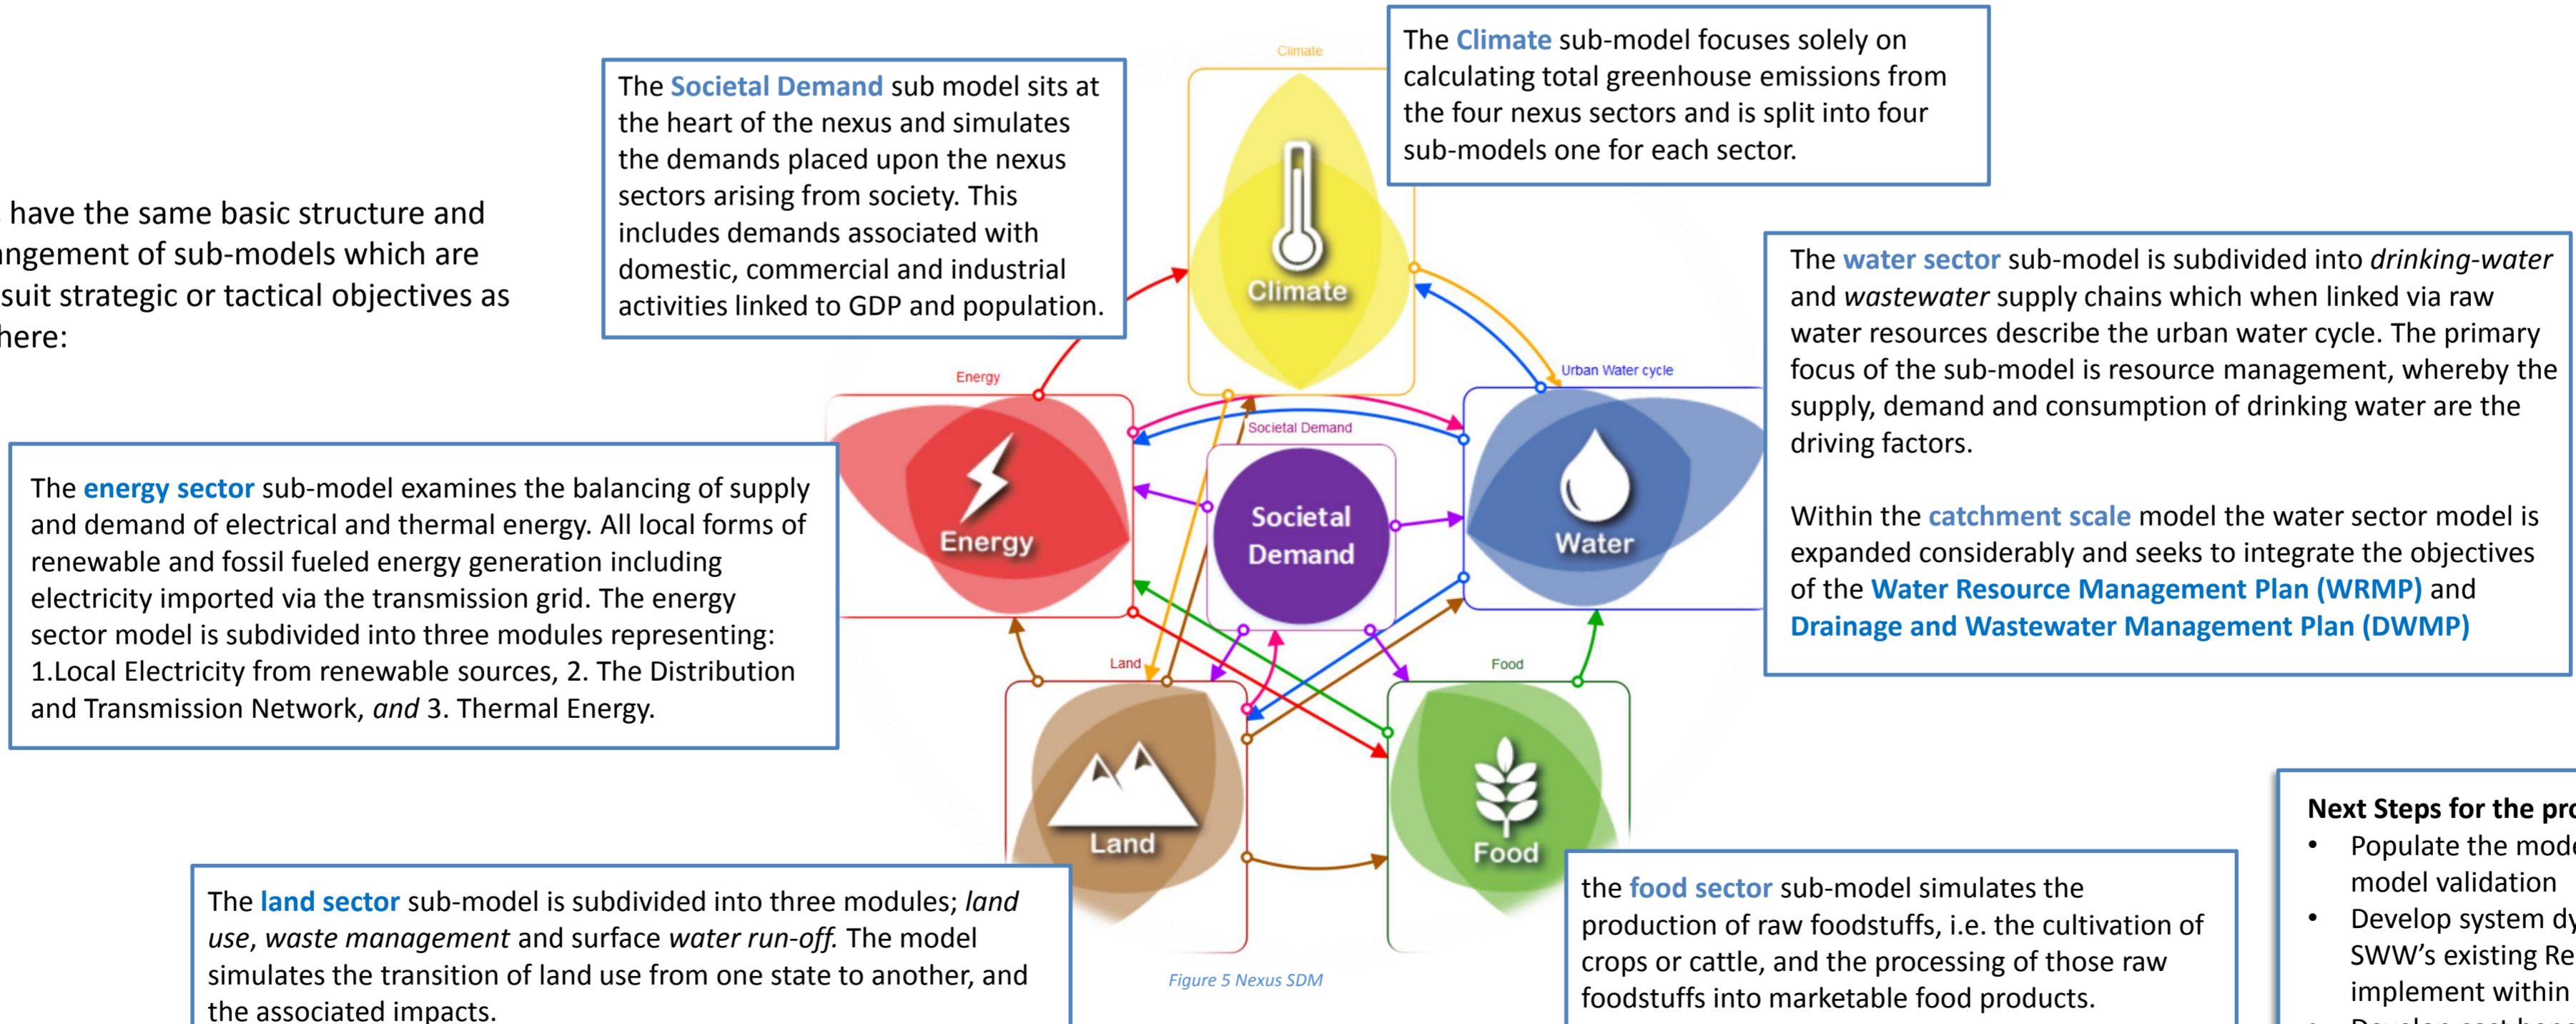 have the same basic structure and
of sub-models which are
suit strategic or tactical objectives as
here:
The Societal Demand sub model sits at
the heart of the nexus and simulates
the demands placed upon the nexus
sectors arising from society. This
includes demands associated with
domestic, commercial and industrial
activities linked to GDP and population.
Climate
The Climate sub-model focuses solely on
calculating total greenhouse emissions from
the four nexus sectors and is split into four
sub-models one for each sector.
Climate
The water sector sub-model is subdivided into drinking-water
and wastewater supply chains which when linked via raw
water resources describe the urban water cycle. The primary
focus of the sub-model is resource management, whereby the
supply, demand and consumption of drinking water are the
driving factors.
Within the catchment scale model the water sector model is
expanded considerably and seeks to integrate the objectives
of the Water Resource Management Plan (WRMP) and
Drainage and Wastewater Management Plan (DWMP)
Energy
Urban Water cycle
Societal Demand
Energy
Societal
Demand
Water
The energy sector sub-model examines the balancing of supply
and demand of electrical and thermal energy. All local forms of
renewable and fossil fueled energy generation including
electricity imported via the transmission grid. The energy
sector model is subdivided into three modules representing:
1.Local Electricity from renewable sources, 2. The Distribution
and Transmission Network, and 3. Thermal Energy.
Land
Food
Land
Food
The land sector sub-model is subdivided into three modules; land
use, waste management and surface water run-off. The model
simulates the transition of land use from one state to another, and
the associated impacts.
Figure 5 Nexus SDM
the food sector sub-model simulates the
production of raw foodstuffs, i.e. the cultivation of
crops or cattle, and the processing of those raw
foodstuffs into marketable food products.
Next Steps for the
• Populate the
model validation
• Develop system
SWW's existing
implement within